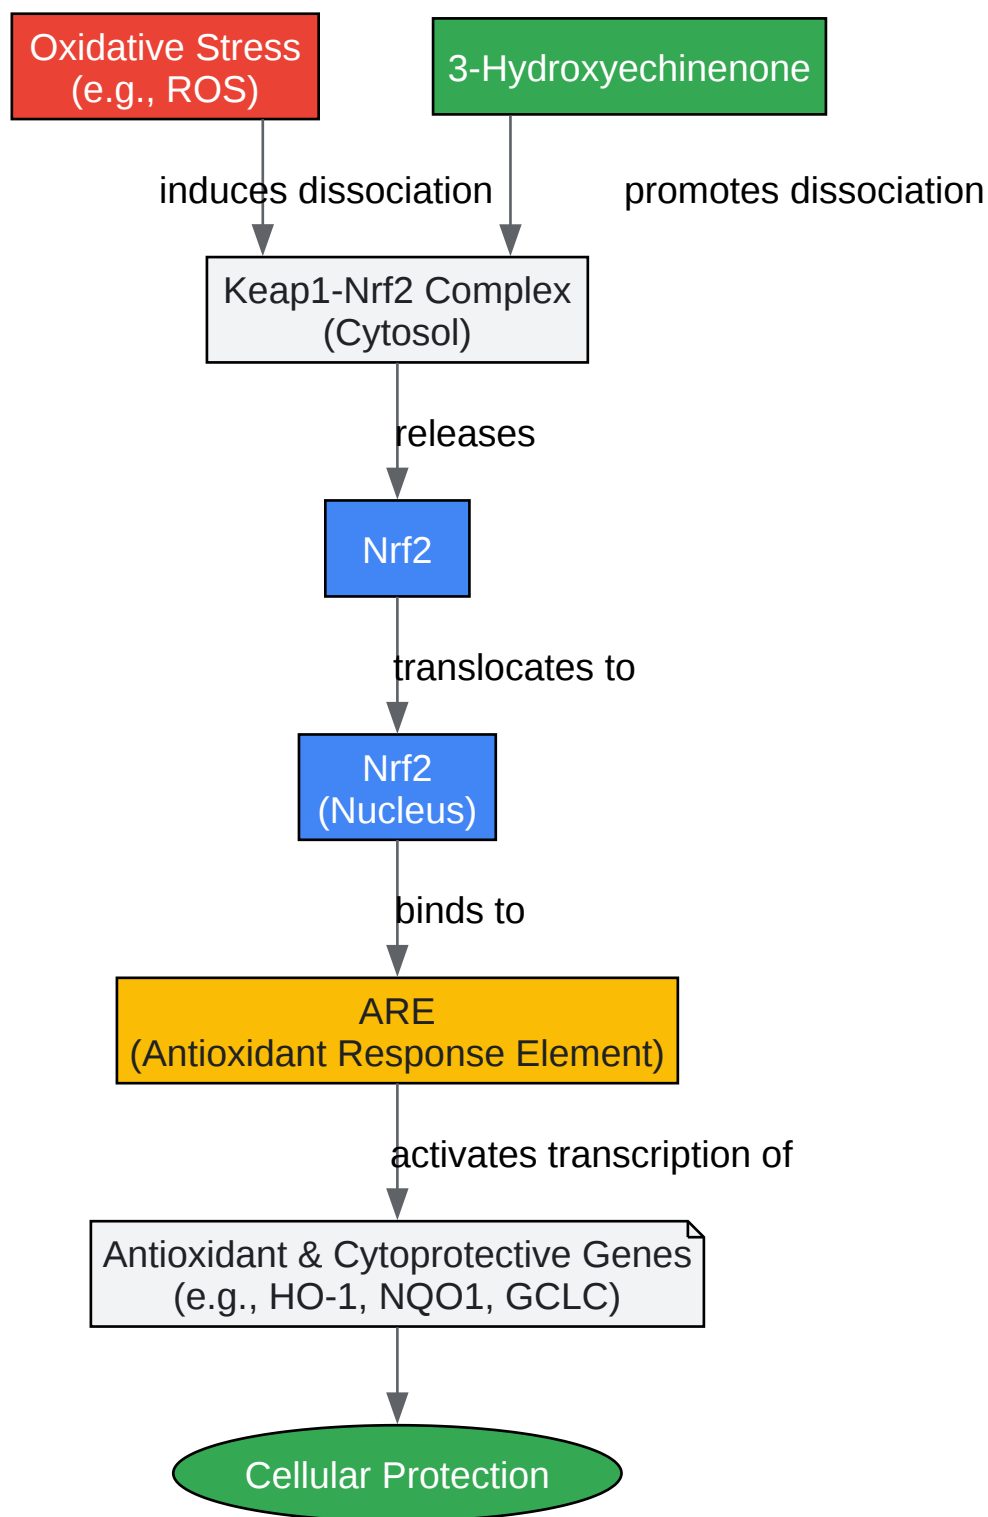 Oxidative Stress
(e.g., ROS)
3-Hydroxyechinenone
induces dissociation
promotes dissociation
Keap1-Nrf2 Complex
(Cytosol)
releases
Nrf2
translocates to
Nrf2
(Nucleus)
binds to
ARE
(Antioxidant Response Element)
activates transcription of
Antioxidant & Cytoprotective Genes
(e.g., HO-1, NQO1, GCLC)
Cellular Protection